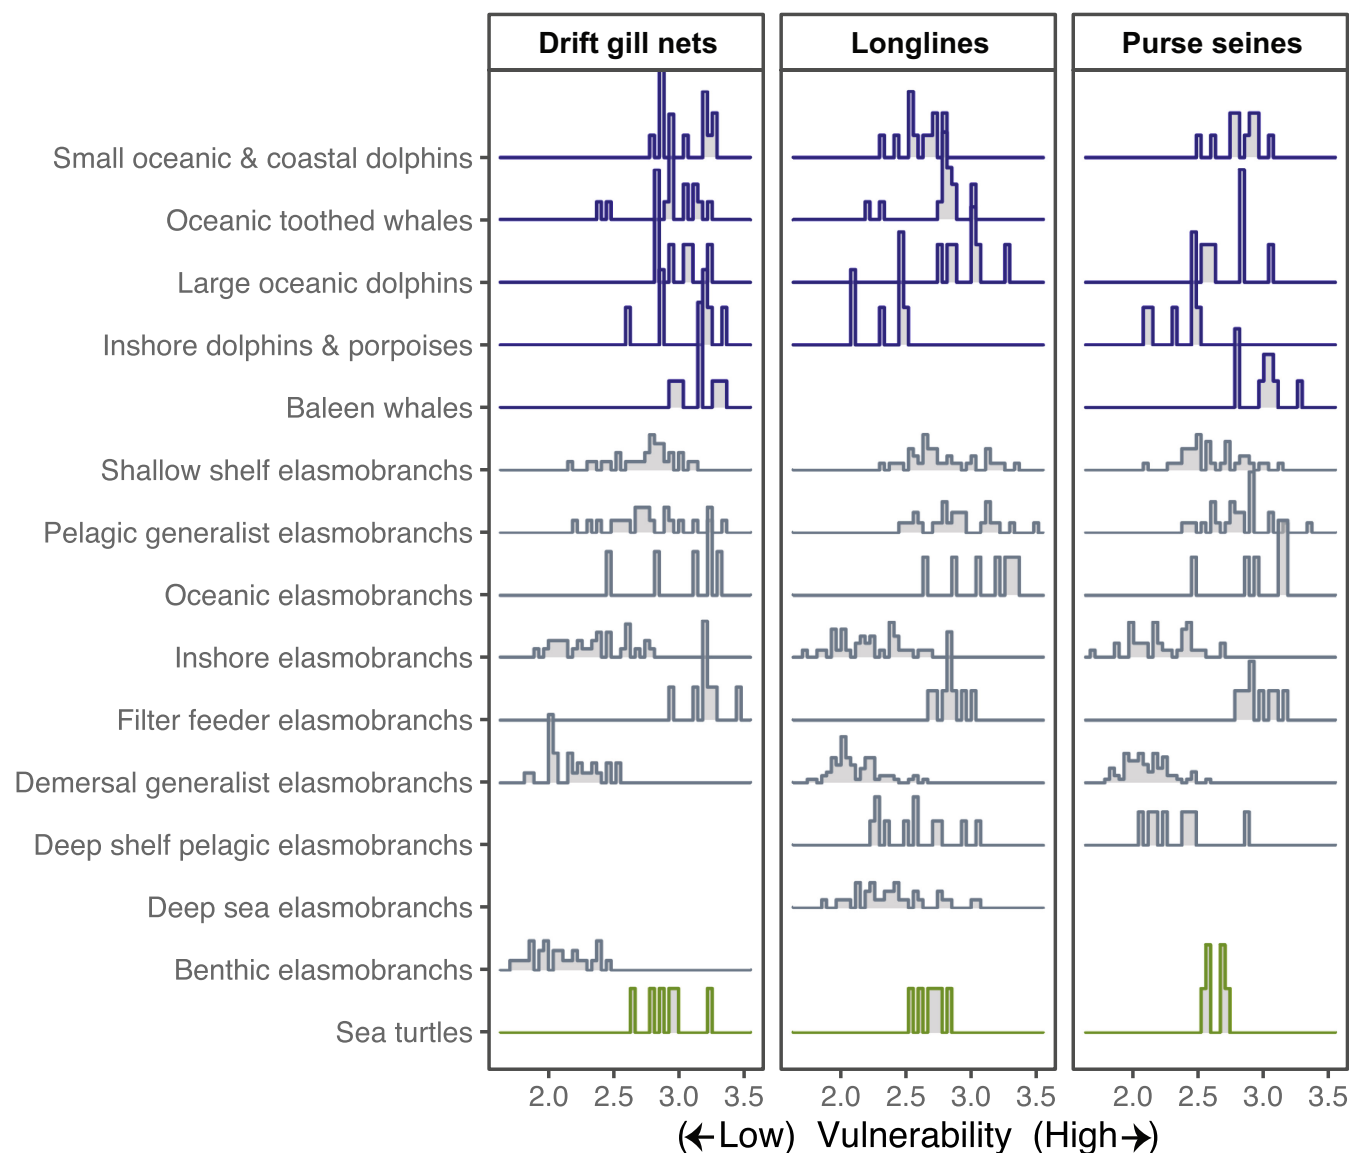 Drift gill nets Longlines Purse seines
Small oceanic & coastal dolphins
Oceanic toothed whales
Large oceanic dolphins
Inshore dolphins & porpoises
Baleen whales
Shallow shelf elasmobranchs
Pelagic generalist elasmobranchs
Oceanic elasmobranchs
Inshore elasmobranchs
Filter feeder elasmobranchs
Demersal generalist elasmobranchs
Deep shelf pelagic elasmobranchs
Deep sea elasmobranchs
Benthic elasmobranchs
Sea turtles
2.0 2.5 3.0 3.5 2.0 2.5 3.0 3.5 2.0 2.5 3.0 3.5
(←Low) Vulnerability (High→)